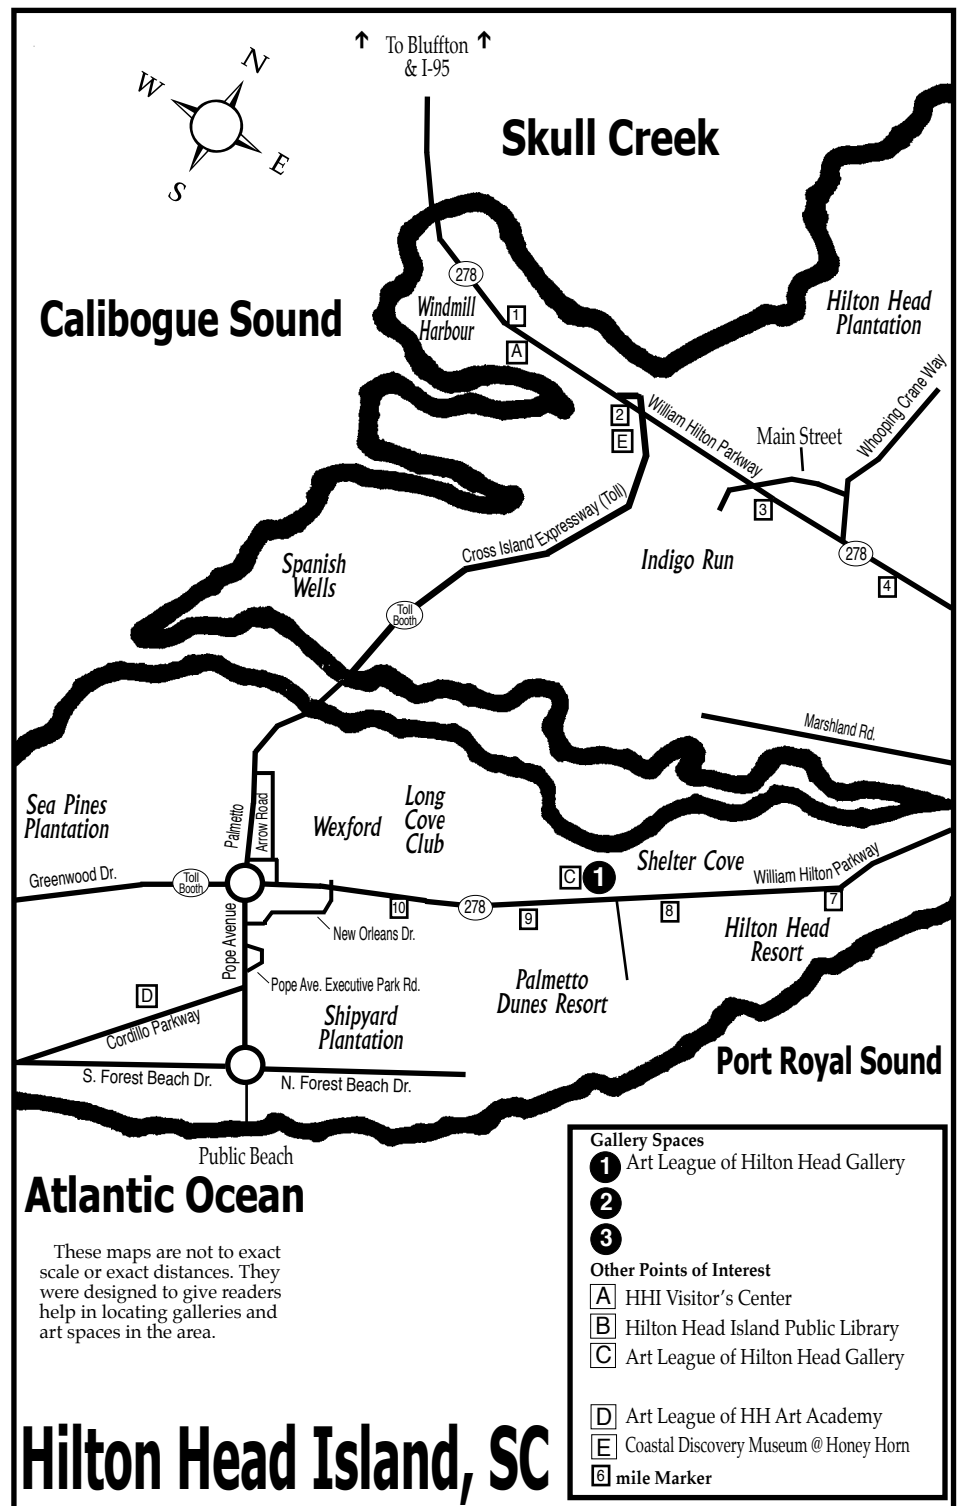 To Bluffton
& I-95
N
W
E
S
Skull Creek
278
Calibogue Sound
Windmill
Harbour
1
A
Hilton Head
Plantation
Whooping Crane Way
2
E
William Hilton Parkway
Main Street
3
Cross Island Expressway (Toll)
278
4
Indigo Run
Spanish
Wells
Toll
Booth
Marshland Rd.
Sea Pines
Plantation
Palmetto
Arrow Road
Wexford
Long
Cove
Club
Shelter Cove
William Hilton Parkway
C
1
Greenwood Dr.
Toll
Booth
10
278
9
8
7
New Orleans Dr.
Pope Avenue
Hilton Head
Resort
Pope Ave. Executive Park Rd.
Palmetto
Dunes Resort
D
Cordillo Parkway
Shipyard
Plantation
Port Royal Sound
S. Forest Beach Dr.
N. Forest Beach Dr.
Public Beach
Atlantic Ocean
These maps are not to exact
scale or exact distances. They
were designed to give readers
help in locating galleries and
art spaces in the area.
Gallery Spaces
1 Art League of Hilton Head Gallery
2
3
Other Points of Interest
A HHI Visitor's Center
B Hilton Head Island Public Library
C Art League of Hilton Head Gallery
D Art League of HH Art Academy
E Coastal Discovery Museum @ Honey Horn
6 mile Marker
Hilton Head Island, SC